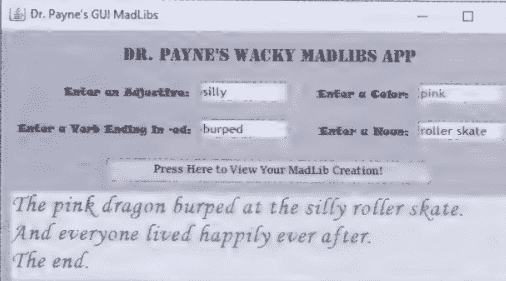 Dr. Payne's GUI MadLibs
DR. PAYNE'S WACKY MADLIBS APP
Enter an Adjective: silly Enter a Color: pink
Enter a Verb Ending in -ed: burped Enter a Noun: roller skate
Press Here to View Your MadLib Creation!
The pink dragon burped at the silly roller skate.
And everyone lived happily ever after.
The end.